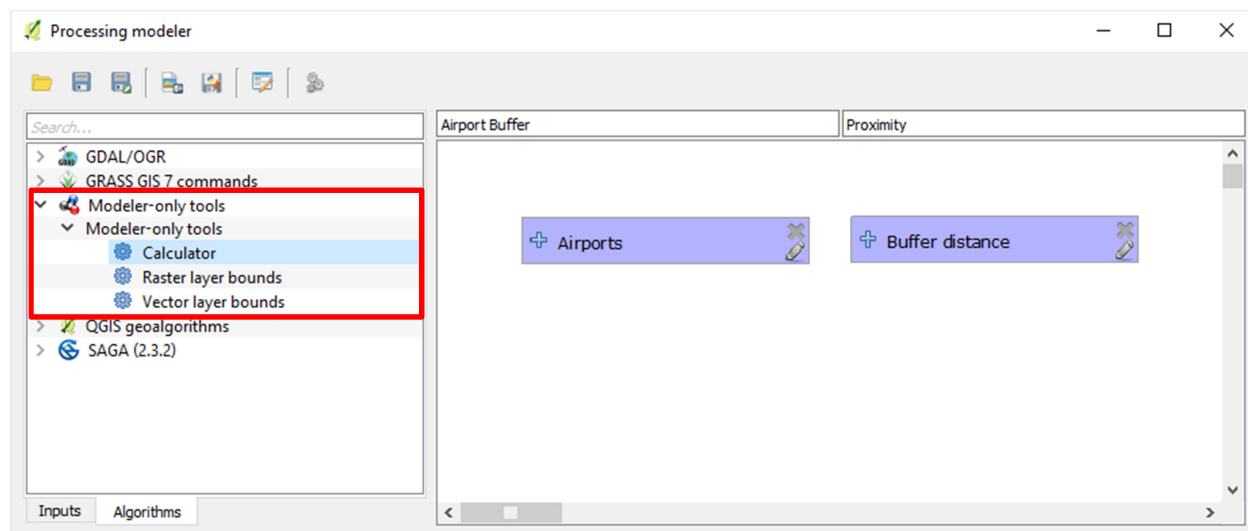 Processing modeler
Search...
Airport Buffer
Proximity
GDAL/OGR
GRASS GIS 7 commands
Modeler-only tools
Modeler-only tools
Calculator
Raster layer bounds
Vector layer bounds
QGIS geoalgorithms
SAGA (2.3.2)
Airports
Buffer distance
Inputs
Algorithms